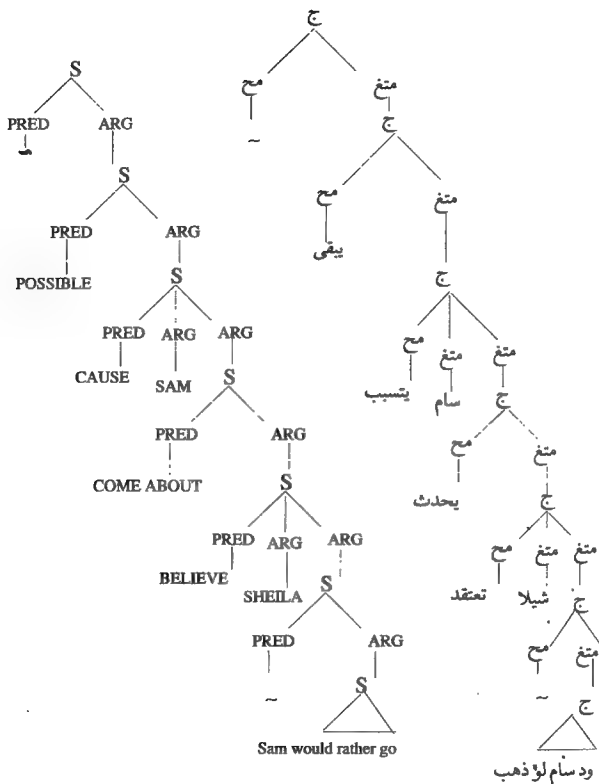 S
PRED ARG
~
S
PRED ARG
POSSIBLE
S
PRED ARG ARG
CAUSE SAM
S
PRED ARG
COME ABOUT
S
PRED ARG ARG
BELIEVE SHEILA
S
PRED ARG
~
S
Sam would rather go
ج
متغ مح
~
ج
متغ مح
يبقى
ج
متغ متغ مح
سام يتسبب
ج
متغ مح
يحدث
ج
متغ متغ مح
شيلا تعتقد
ج
متغ مح
~
ج
ود سام لو ذهب